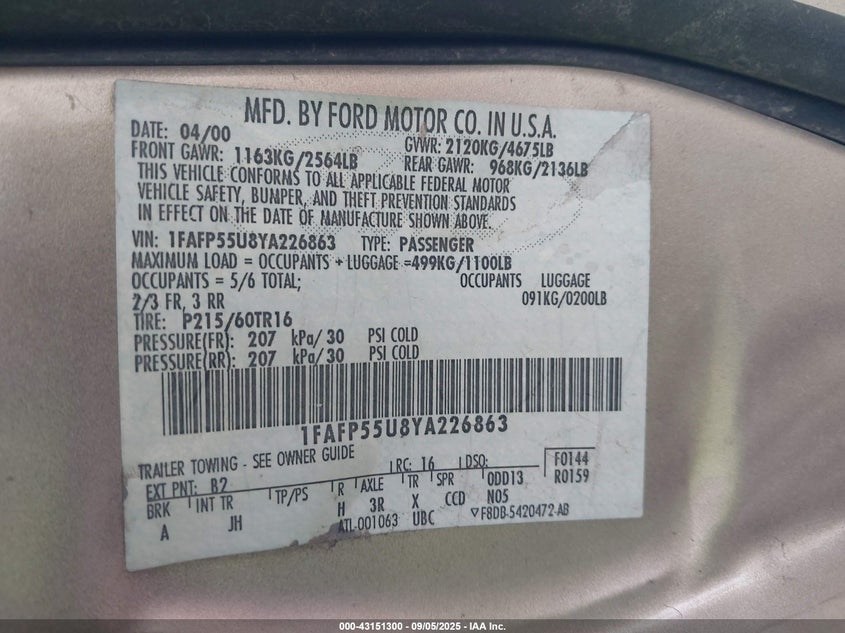 MFD. BY FORD MOTOR CO. IN U.S.A.
DATE: 04/00 GVWR: 2120KG/4675LB
FRONT GAWR: 1163KG/2564LB REAR GAWR: 968KG/2136LB
THIS VEHICLE CONFORMS TO ALL APPLICABLE FEDERAL MOTOR
VEHICLE SAFETY, BUMPER, AND THEFT PREVENTION STANDARDS
IN EFFECT ON THE DATE OF MANUFACTURE SHOWN ABOVE.
VIN: 1FAFP55U8YA226863 TYPE: PASSENGER
MAXIMUM LOAD = OCCUPANTS + LUGGAGE =499KG/1100LB
OCCUPANTS = 5/6 TOTAL; OCCUPANTS LUGGAGE
2/3 FR, 3 RR 091KG/0200LB
TIRE: P215/60TR16
PRESSURE(FR): 207 kPa/30 PSI COLD
PRESSURE(RR): 207 kPa/30 PSI COLD
1FAFP55U8YA226863
TRAILER TOWING - SEE OWNER GUIDE
EXT PNT: B2 RC: 16 DSO: F0144
BRK INT TR TP/PS R AXLE TR SPR ODD13 R0159
A JH H 3R X CCD N05
ATL-001063 UBC ▽F8DB-5420472-AB
000-43151300 - 09/05/2025 - IAA Inc.